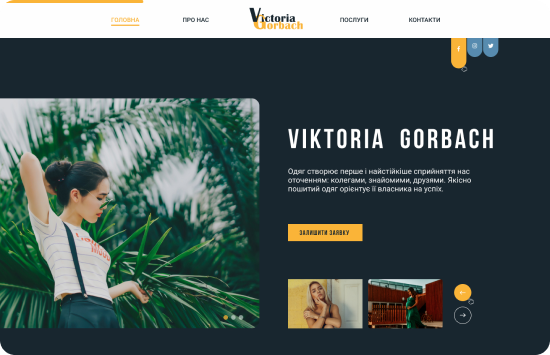 ГОЛОВНА
ПРО НАС
Victoria
Gorbach
ПОСЛУГИ
КОНТАКТИ
VIKTORIA GORBACH
Одяг створює перше і найстійкіше сприйняття нас
оточенням: колегами, знайомими, друзями. Якісно
пошитий одяг орієнтує її власника на успіх.
ЗАЛИШИТИ ЗАЯВКУ